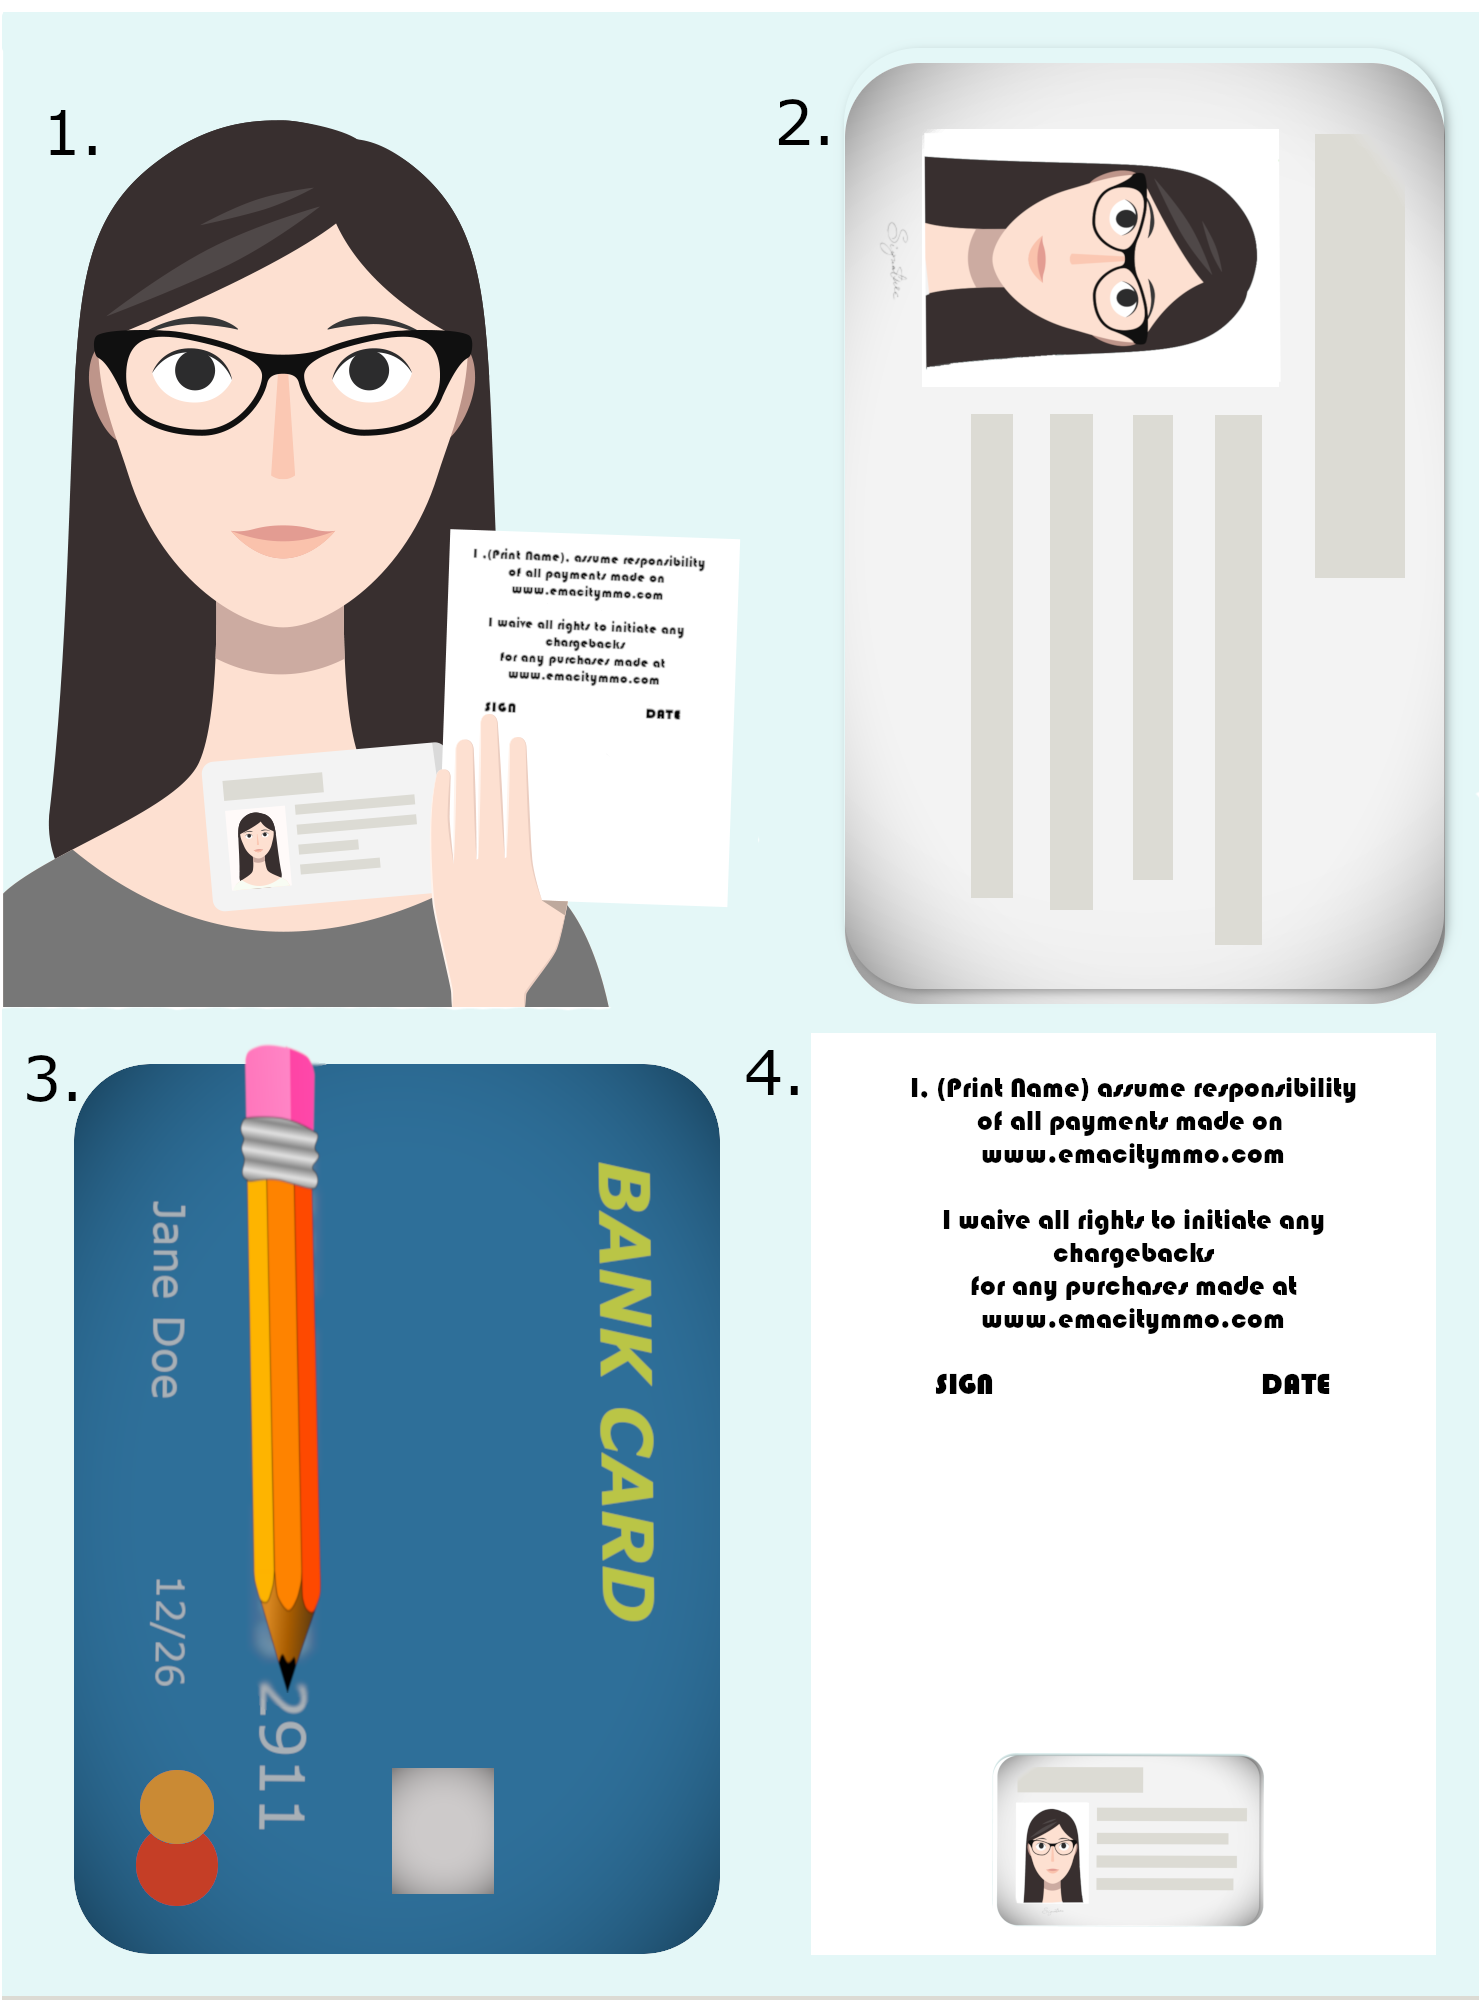 1.
I ,(Print Name), assume responsibility
of all payments made on
www.emacitymmo.com
I waive all rights to initiate any
chargebacks
for any purchases made at
www.emacitymmo.com
SIGN DATE
2.
Signature
3.
BANK CARD
2911
Jane Doe 12/26
4.
I, (Print Name) assume responsibility
of all payments made on
www.emacitymmo.com
I waive all rights to initiate any
chargebacks
for any purchases made at
www.emacitymmo.com
SIGN DATE